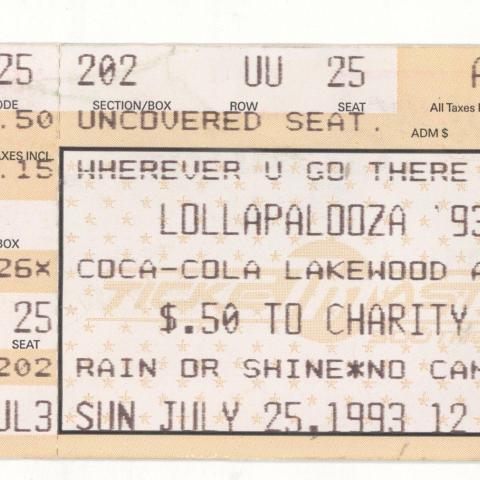 25 202 UU 25 A
ODE SECTION/BOX ROW SEAT All Taxes
.50 UNCOVERED SEAT.
ADM $
AXES INCL
.15 WHEREVER U GO THERE
LOLLAPALOOZA '93
BOX
26X COCA-COLA LAKEWOOD A
TICKETMASTER
25 $.50 TO CHARITY
SEAT
202 RAIN OR SHINE*NO CAM
UL3 SUN JULY 25,1993 12